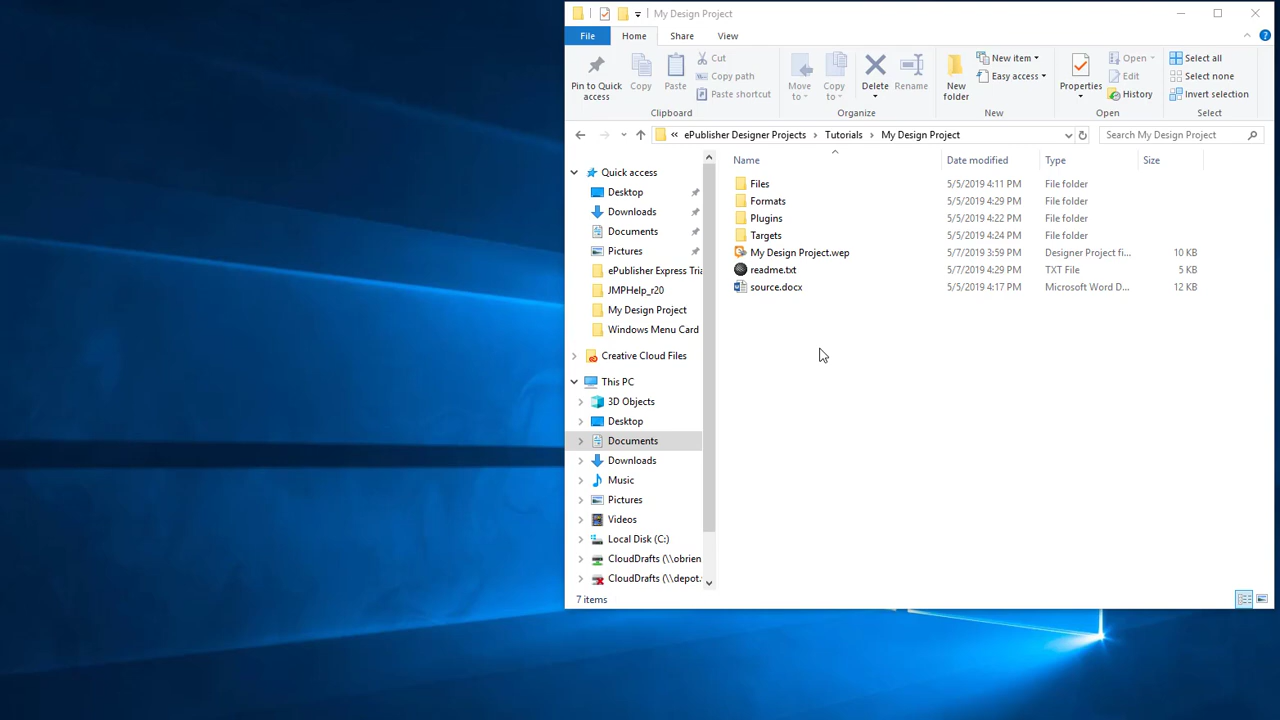 My Design Project
File Home Share View
Pin to Quick access
Copy
Paste
Cut
Copy path
Paste shortcut
Clipboard
Move to
Copy to
Delete
Rename
Organize
New folder
New item
Easy access
New
Properties
Open
Edit
History
Open
Select all
Select none
Invert selection
Select
« ePublisher Designer Projects > Tutorials > My Design Project
Search My Design Project
Name Date modified Type Size
Files 5/5/2019 4:11 PM File folder
Formats 5/5/2019 4:29 PM File folder
Plugins 5/5/2019 4:22 PM File folder
Targets 5/5/2019 4:24 PM File folder
My Design Project.wep 5/7/2019 3:59 PM Designer Project fi... 10 KB
readme.txt 5/7/2019 4:29 PM TXT File 5 KB
source.docx 5/5/2019 4:17 PM Microsoft Word D... 12 KB
Quick access
Desktop
Downloads
Documents
Pictures
ePublisher Express Tria
JMPHelp_r20
My Design Project
Windows Menu Card
Creative Cloud Files
This PC
3D Objects
Desktop
Documents
Downloads
Music
Pictures
Videos
Local Disk (C:)
CloudDrafts (\\obrien
CloudDrafts (\\depot.
7 items